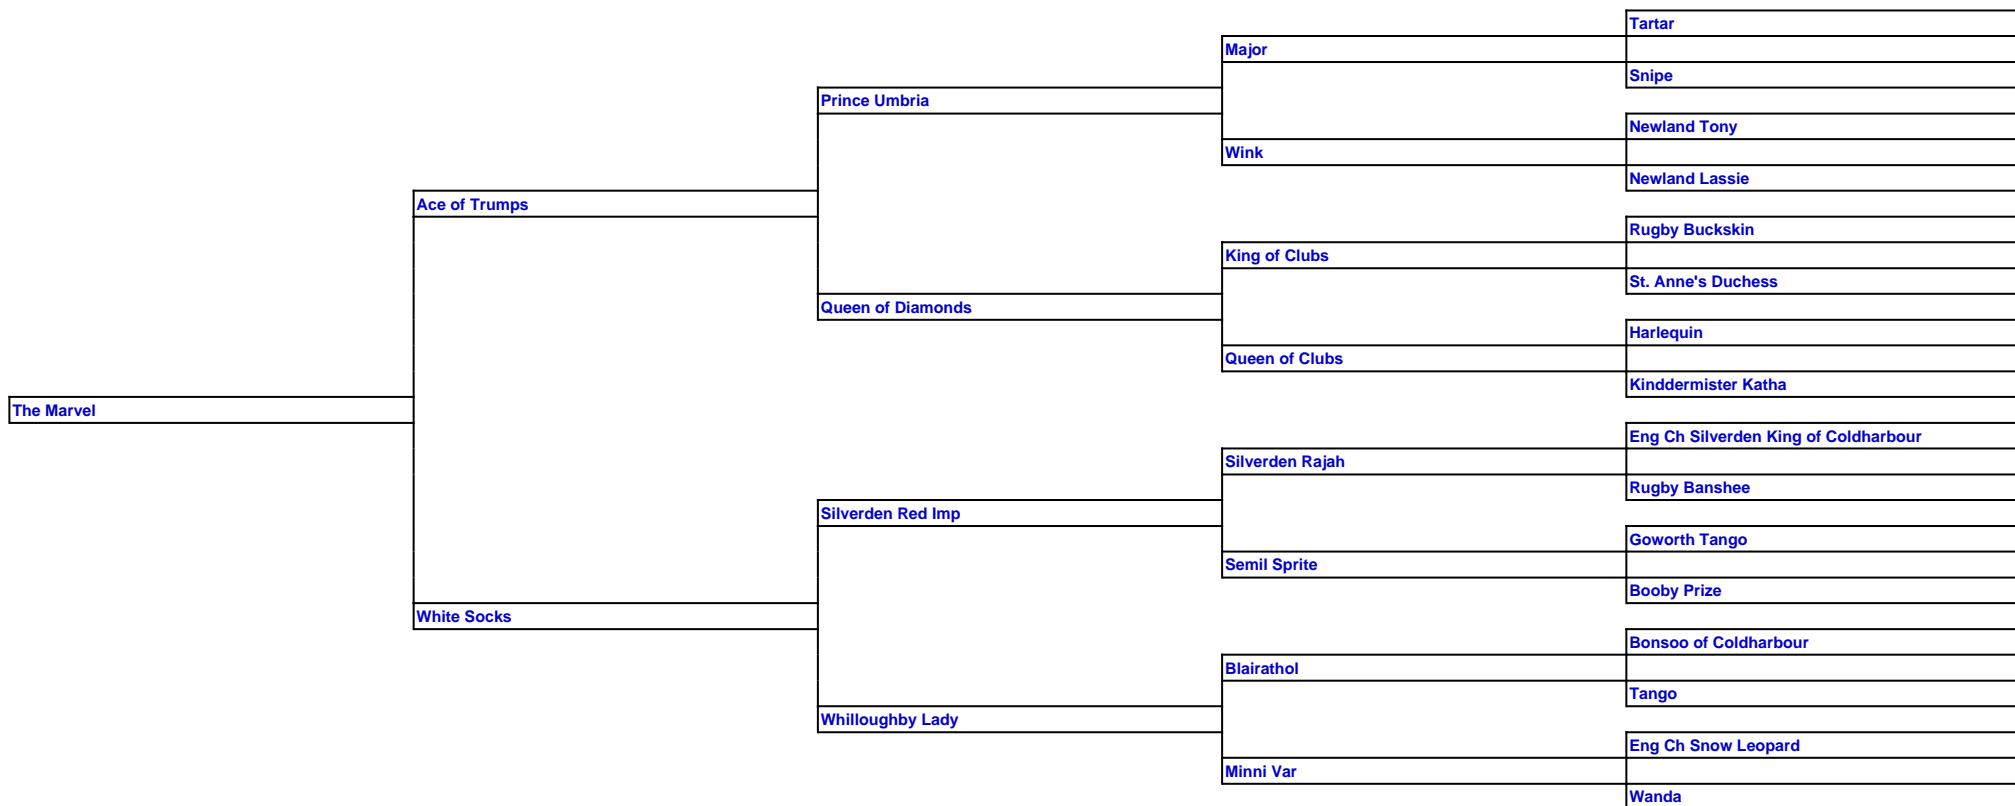 Tartar
Major
Snipe
Prince Umbria
Newland Tony
Wink
Newland Lassie
Ace of Trumps
Rugby Buckskin
King of Clubs
St. Anne's Duchess
Queen of Diamonds
Harlequin
Queen of Clubs
Kinddermister Katha
The Marvel
Eng Ch Silverden King of Coldharbour
Silverden Rajah
Rugby Banshee
Silverden Red Imp
Goworth Tango
Semil Sprite
Booby Prize
White Socks
Bonsoo of Coldharbour
Blairathol
Tango
Whilloughby Lady
Eng Ch Snow Leopard
Minni Var
Wanda